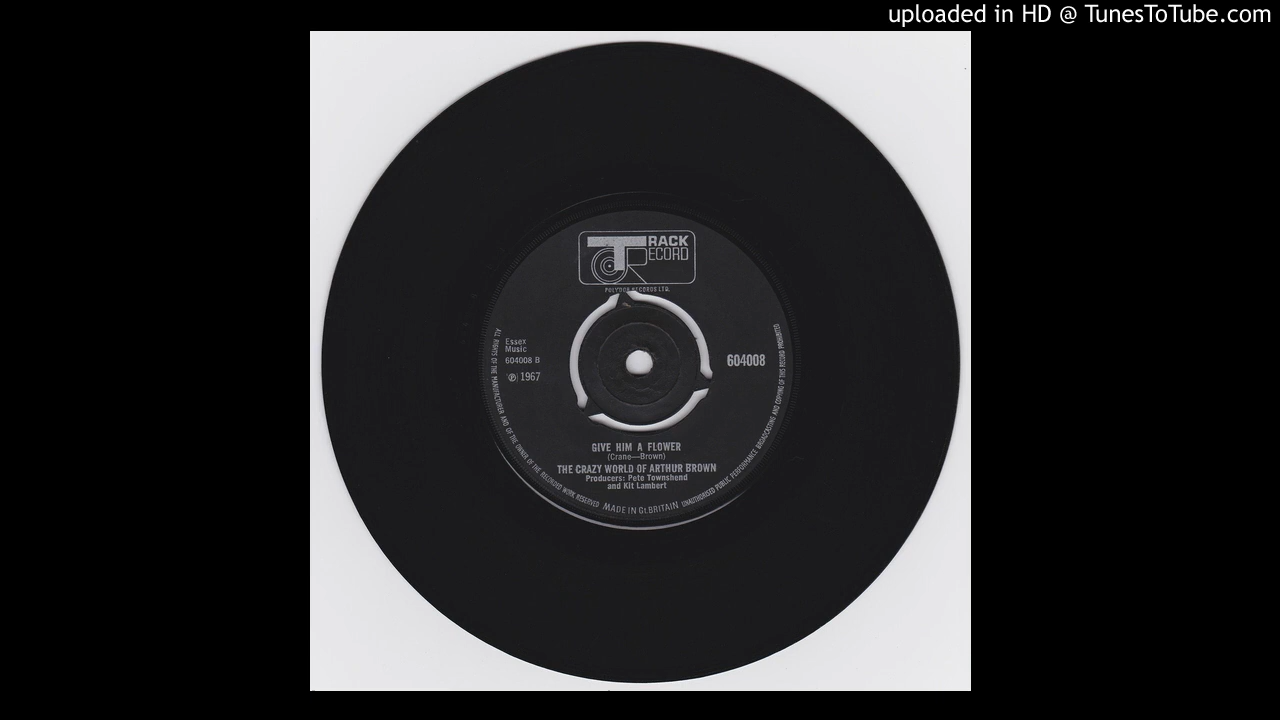 uploaded in HD @ TunesToTube.com
TRACK
RECORD
POLYDOR RECORDS LTD.
Essex
Music
604008 B
Ⓟ 1967
604008
GIVE HIM A FLOWER
(Crane—Brown)
THE CRAZY WORLD OF ARTHUR BROWN
Producers: Pete Townshend
and Kit Lambert
ALL RIGHTS OF THE MANUFACTURER AND OF THE OWNER OF THE RECORDED WORK RESERVED MADE IN Gt. BRITAIN UNAUTHORISED PUBLIC PERFORMANCE BROADCASTING AND COPYING OF THIS RECORD PROHIBITED